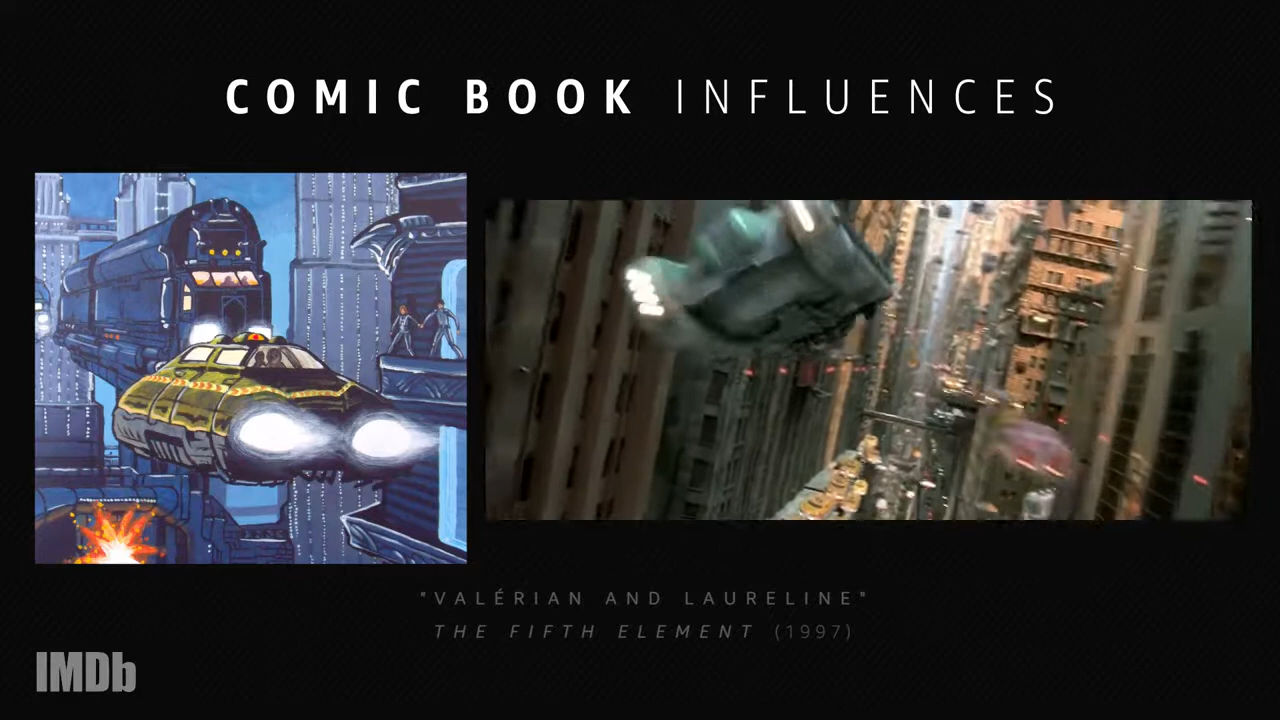 COMIC BOOK INFLUENCES
"VALÉRIAN AND LAURELINE"
THE FIFTH ELEMENT (1997)
IMDb